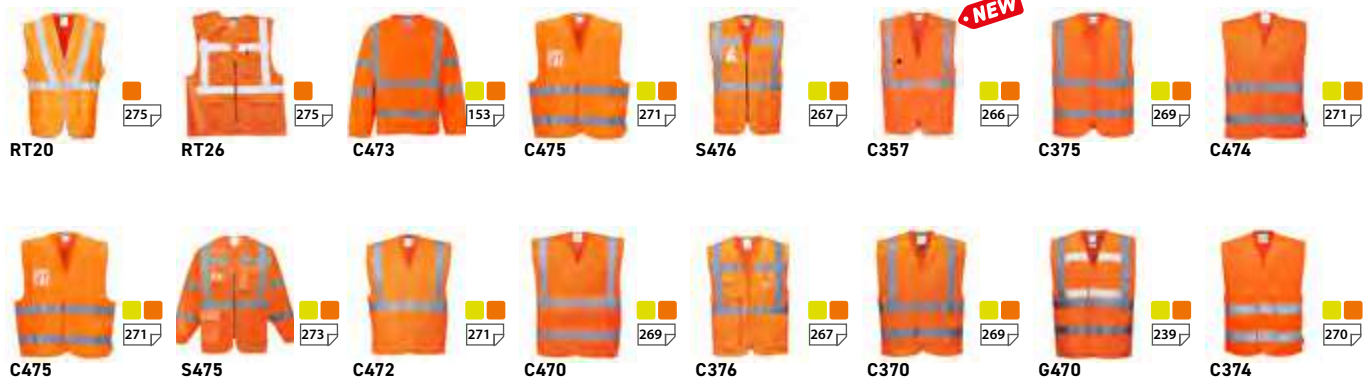 NEW
275 275 153 271 267 266 269 271
RT20 RT26 C473 C475 S476 C357 C375 C474
271 273 271 269 267 269 239 270
C475 S475 C472 C470 C376 C370 G470 C374